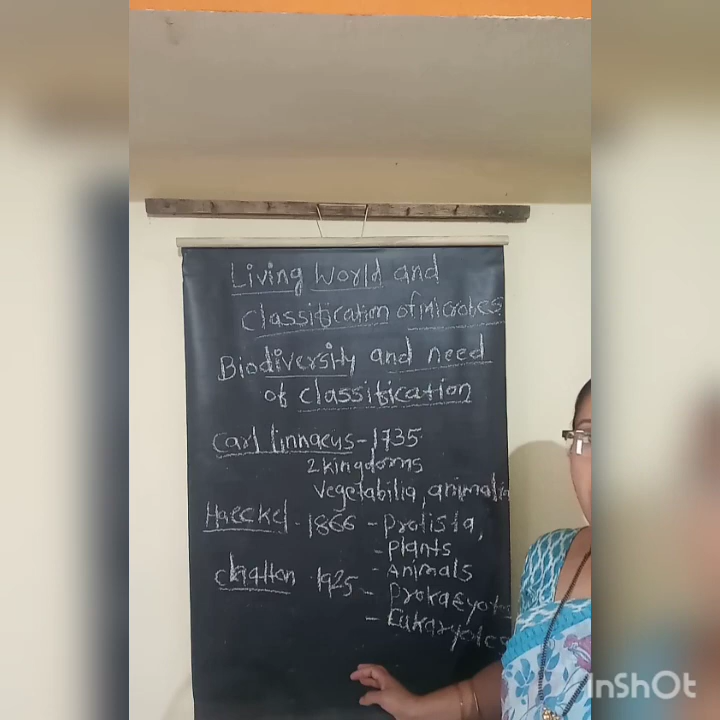 Living World and
classification of microbes
Biodiversity and need
of classification
Carl linnaeus - 1735
2 kingdoms
Vegetabilia, animalia
Haeckel - 1866 - Protista,
- Plants
- Animals
chatton 1925 - Prokaryotes
- Eukaryotes
InShOt